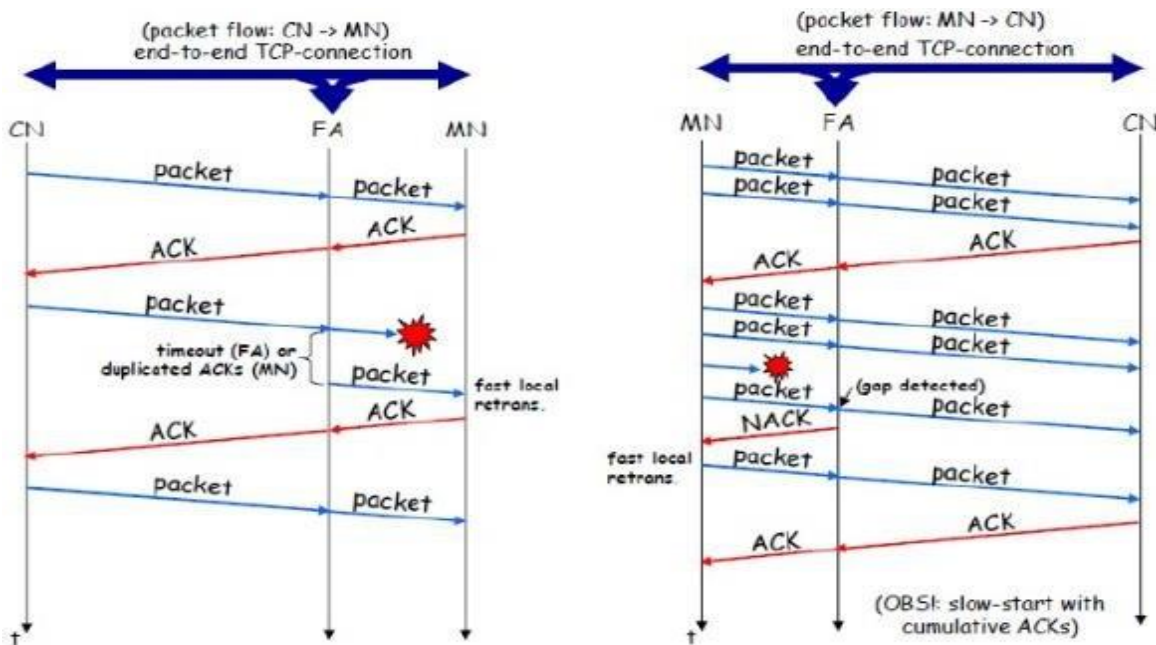 (packet flow: CN -> MN)
end-to-end TCP-connection
CN
FA
MN
packet
packet
ACK
ACK
packet
timeout (FA) or
duplicated ACKs (MN)
packet
fast local
retrans.
ACK
ACK
packet
packet
t
(packet flow: MN -> CN)
end-to-end TCP-connection
MN
FA
CN
packet
packet
packet
packet
ACK
ACK
packet
packet
packet
packet
packet
(gap detected)
packet
NACK
fast local
retrans.
packet
packet
ACK
ACK
(OBS!: slow-start with
cumulative ACKs)
t